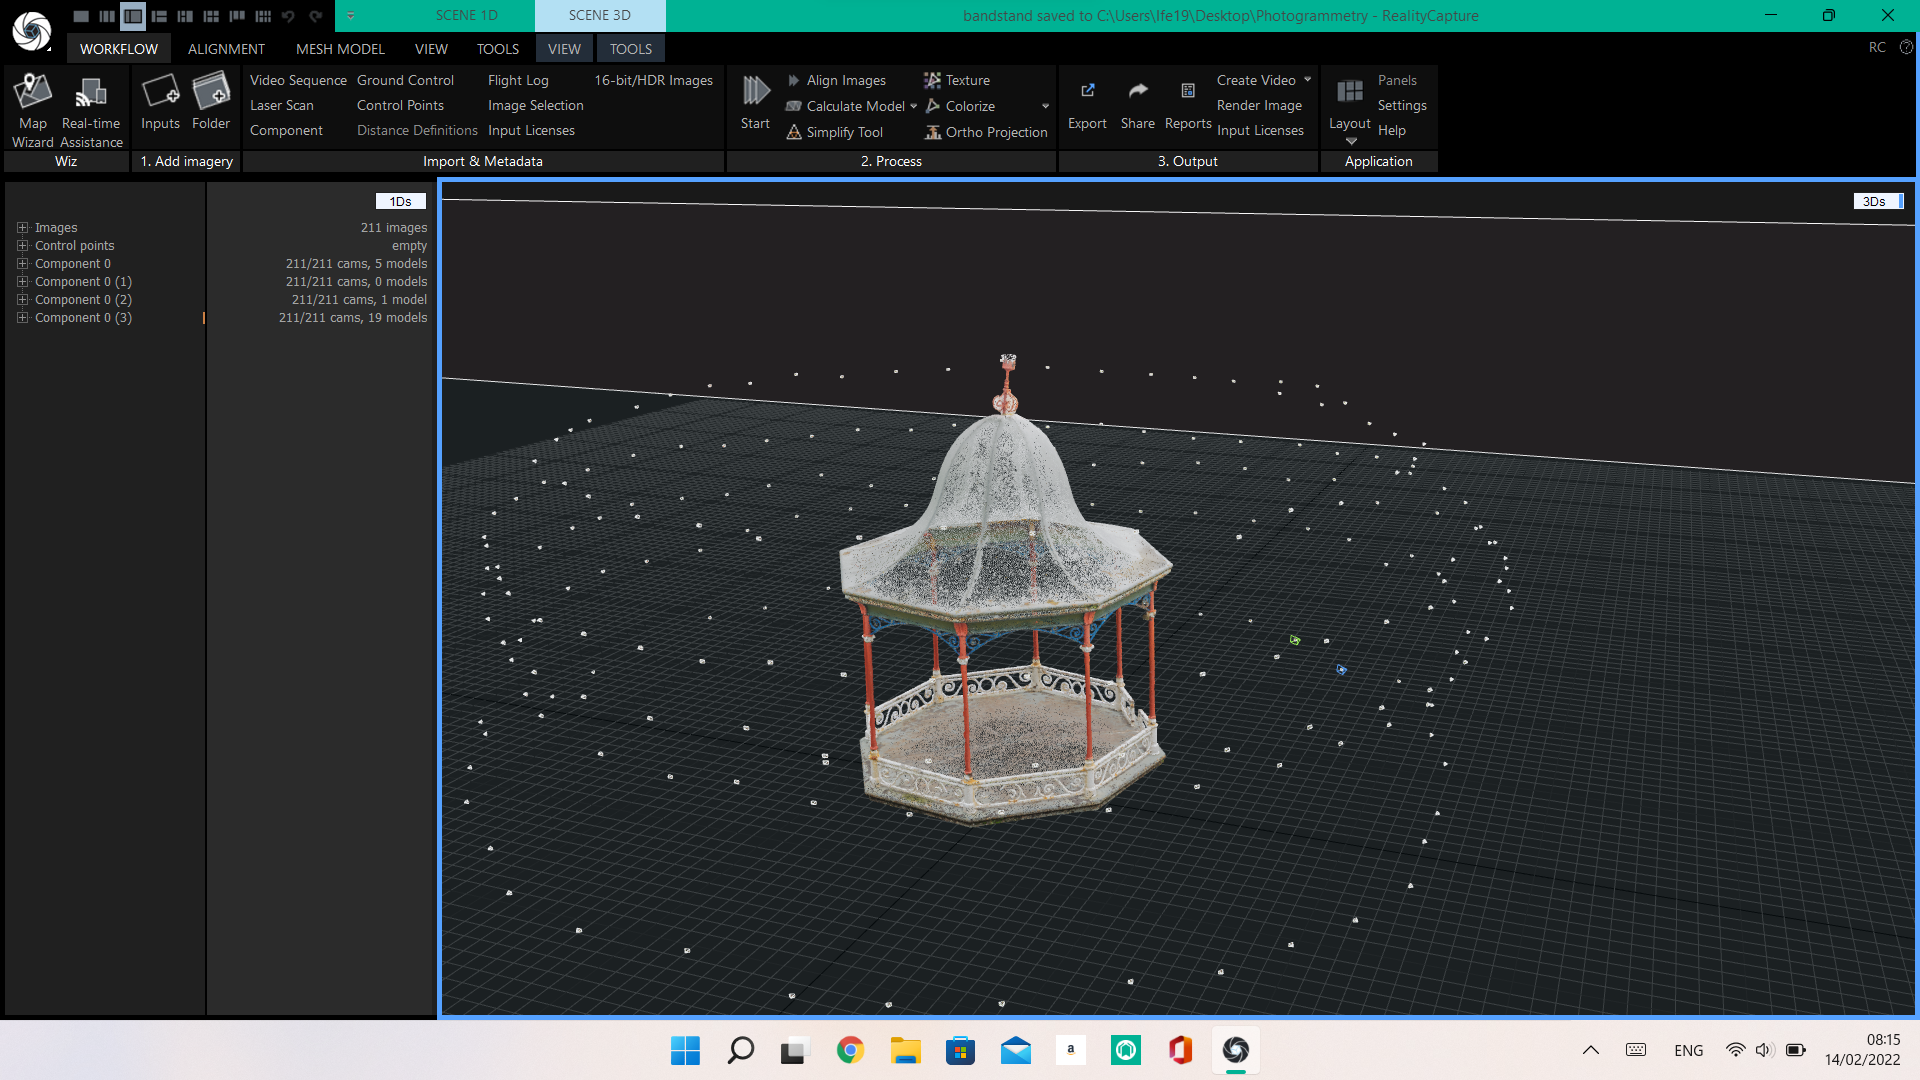 SCENE 1D
SCENE 3D
bandstand saved to C:\Users\Ife19\Desktop\Photogrammetry - RealityCapture
WORKFLOW
ALIGNMENT
MESH MODEL
VIEW
TOOLS
VIEW
TOOLS
RC
Map Wizard
Real-time Assistance
Wiz
Inputs
Folder
1. Add imagery
Video Sequence
Laser Scan
Component
Ground Control
Control Points
Distance Definitions
Flight Log
Image Selection
Input Licenses
16-bit/HDR Images
Import & Metadata
Start
Align Images
Calculate Model
Simplify Tool
Texture
Colorize
Ortho Projection
2. Process
Export
Share
Reports
Create Video
Render Image
Input Licenses
3. Output
Layout
Panels
Settings
Help
Application
1Ds
3Ds
Images 211 images
Control points empty
Component 0 211/211 cams, 5 models
Component 0 (1) 211/211 cams, 0 models
Component 0 (2) 211/211 cams, 1 model
Component 0 (3) 211/211 cams, 19 models
a
ENG
08:15
14/02/2022